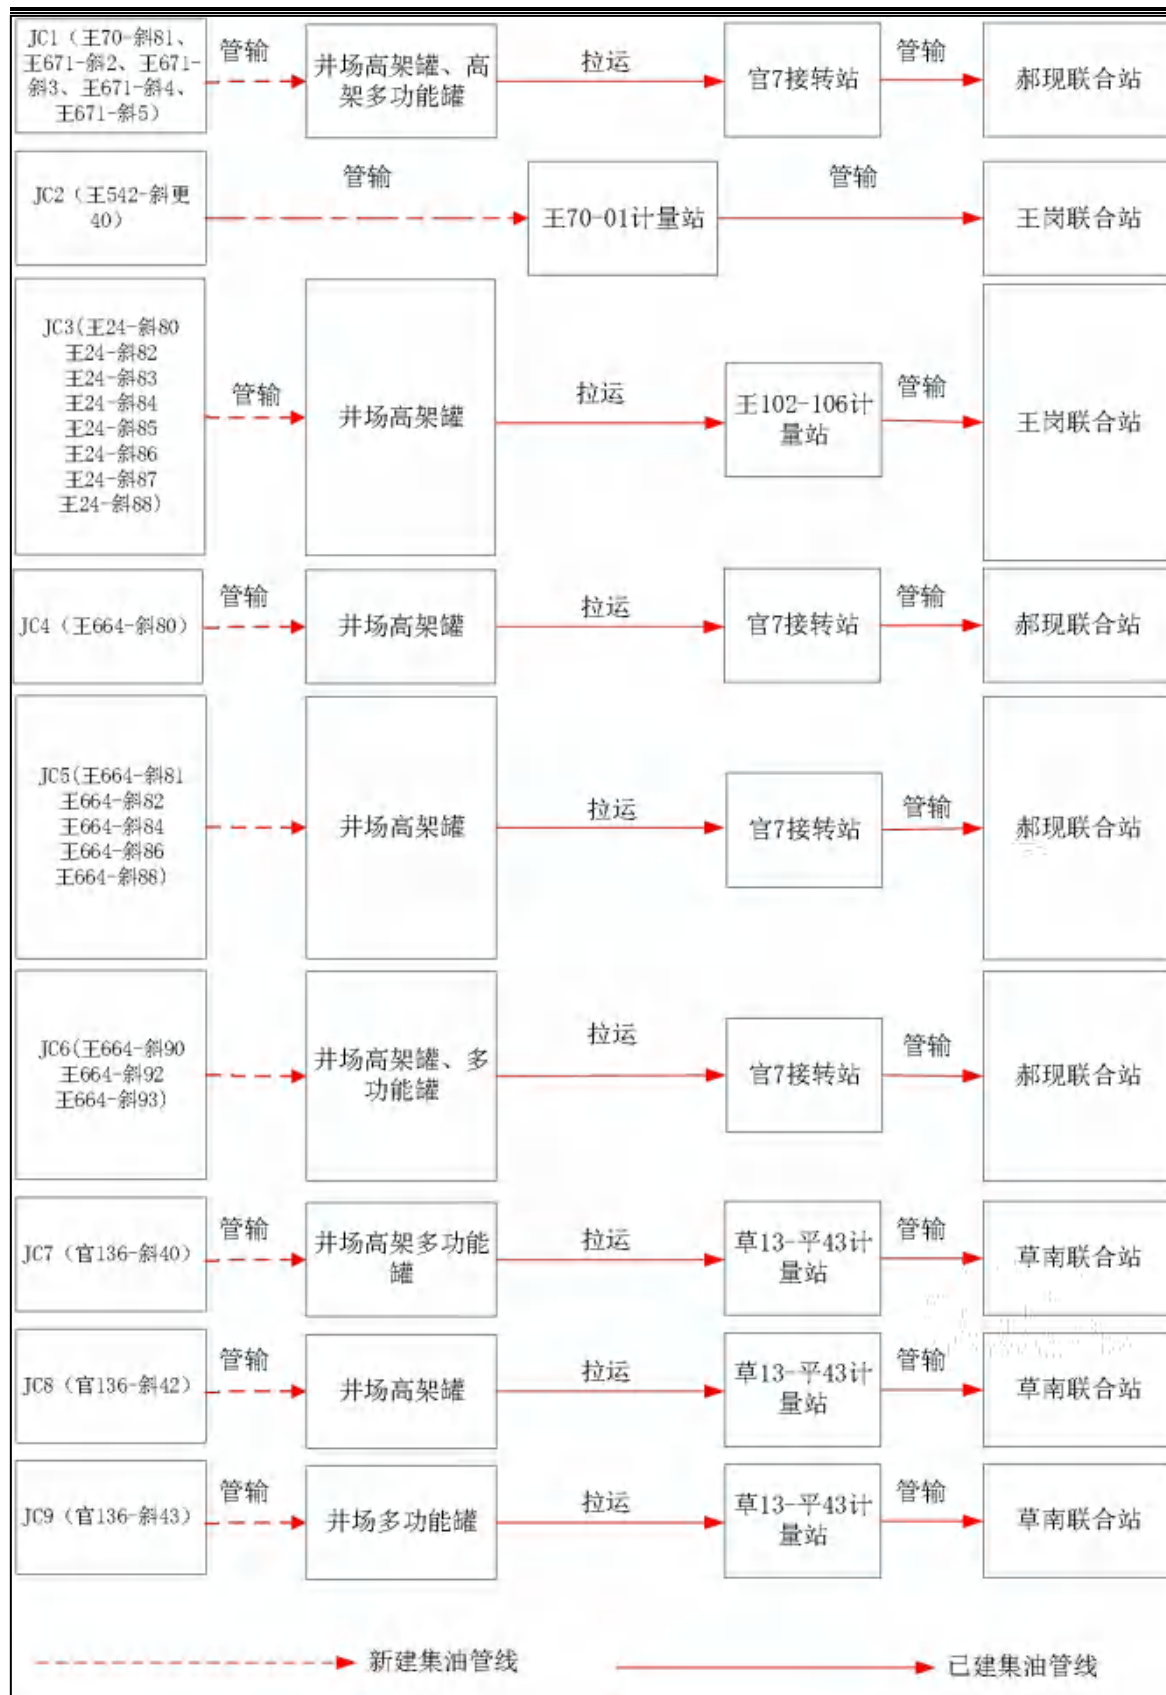 JC1（王70-斜81、
王671-斜2、王671-
斜3、王671-斜4、
王671-斜5）
管输
井场高架罐、高
架多功能罐
拉运
官7接转站
管输
郝现联合站
JC2（王542-斜更
40）
管输
王70-01计量站
管输
王岗联合站
JC3(王24-斜80
王24-斜82
王24-斜83
王24-斜84
王24-斜85
王24-斜86
王24-斜87
王24-斜88)
管输
井场高架罐
拉运
王102-106计
量站
管输
王岗联合站
JC4（王664-斜80）
管输
井场高架罐
拉运
官7接转站
管输
郝现联合站
JC5(王664-斜81
王664-斜82
王664-斜84
王664-斜86
王664-斜88)
井场高架罐
拉运
官7接转站
管输
郝现联合站
JC6(王664-斜90
王664-斜92
王664-斜93)
井场高架罐、多
功能罐
拉运
官7接转站
管输
郝现联合站
JC7（官136-斜40）
管输
井场高架多功能
罐
拉运
草13-平43计
量站
管输
草南联合站
JC8（官136-斜42）
管输
井场高架罐
拉运
草13-平43计
量站
管输
草南联合站
JC9（官136-斜43）
管输
井场多功能罐
拉运
草13-平43计
量站
管输
草南联合站
新建集油管线
已建集油管线